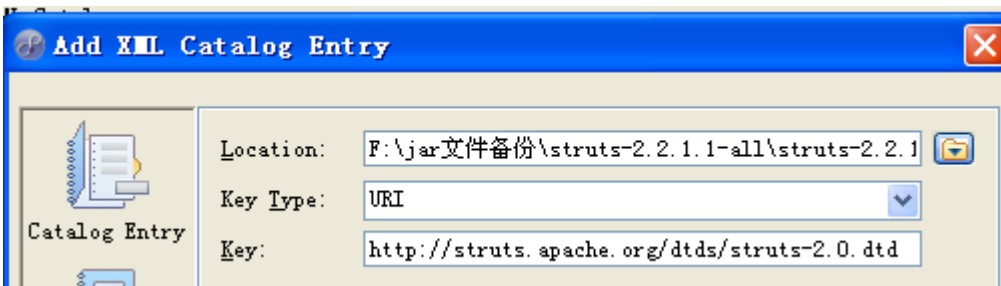 Add XML Catalog Entry
Location: F:\jar文件备份\struts-2.2.1.1-all\struts-2.2.1
Key Type: URI
Catalog Entry
Key: http://struts.apache.org/dtds/struts-2.0.dtd